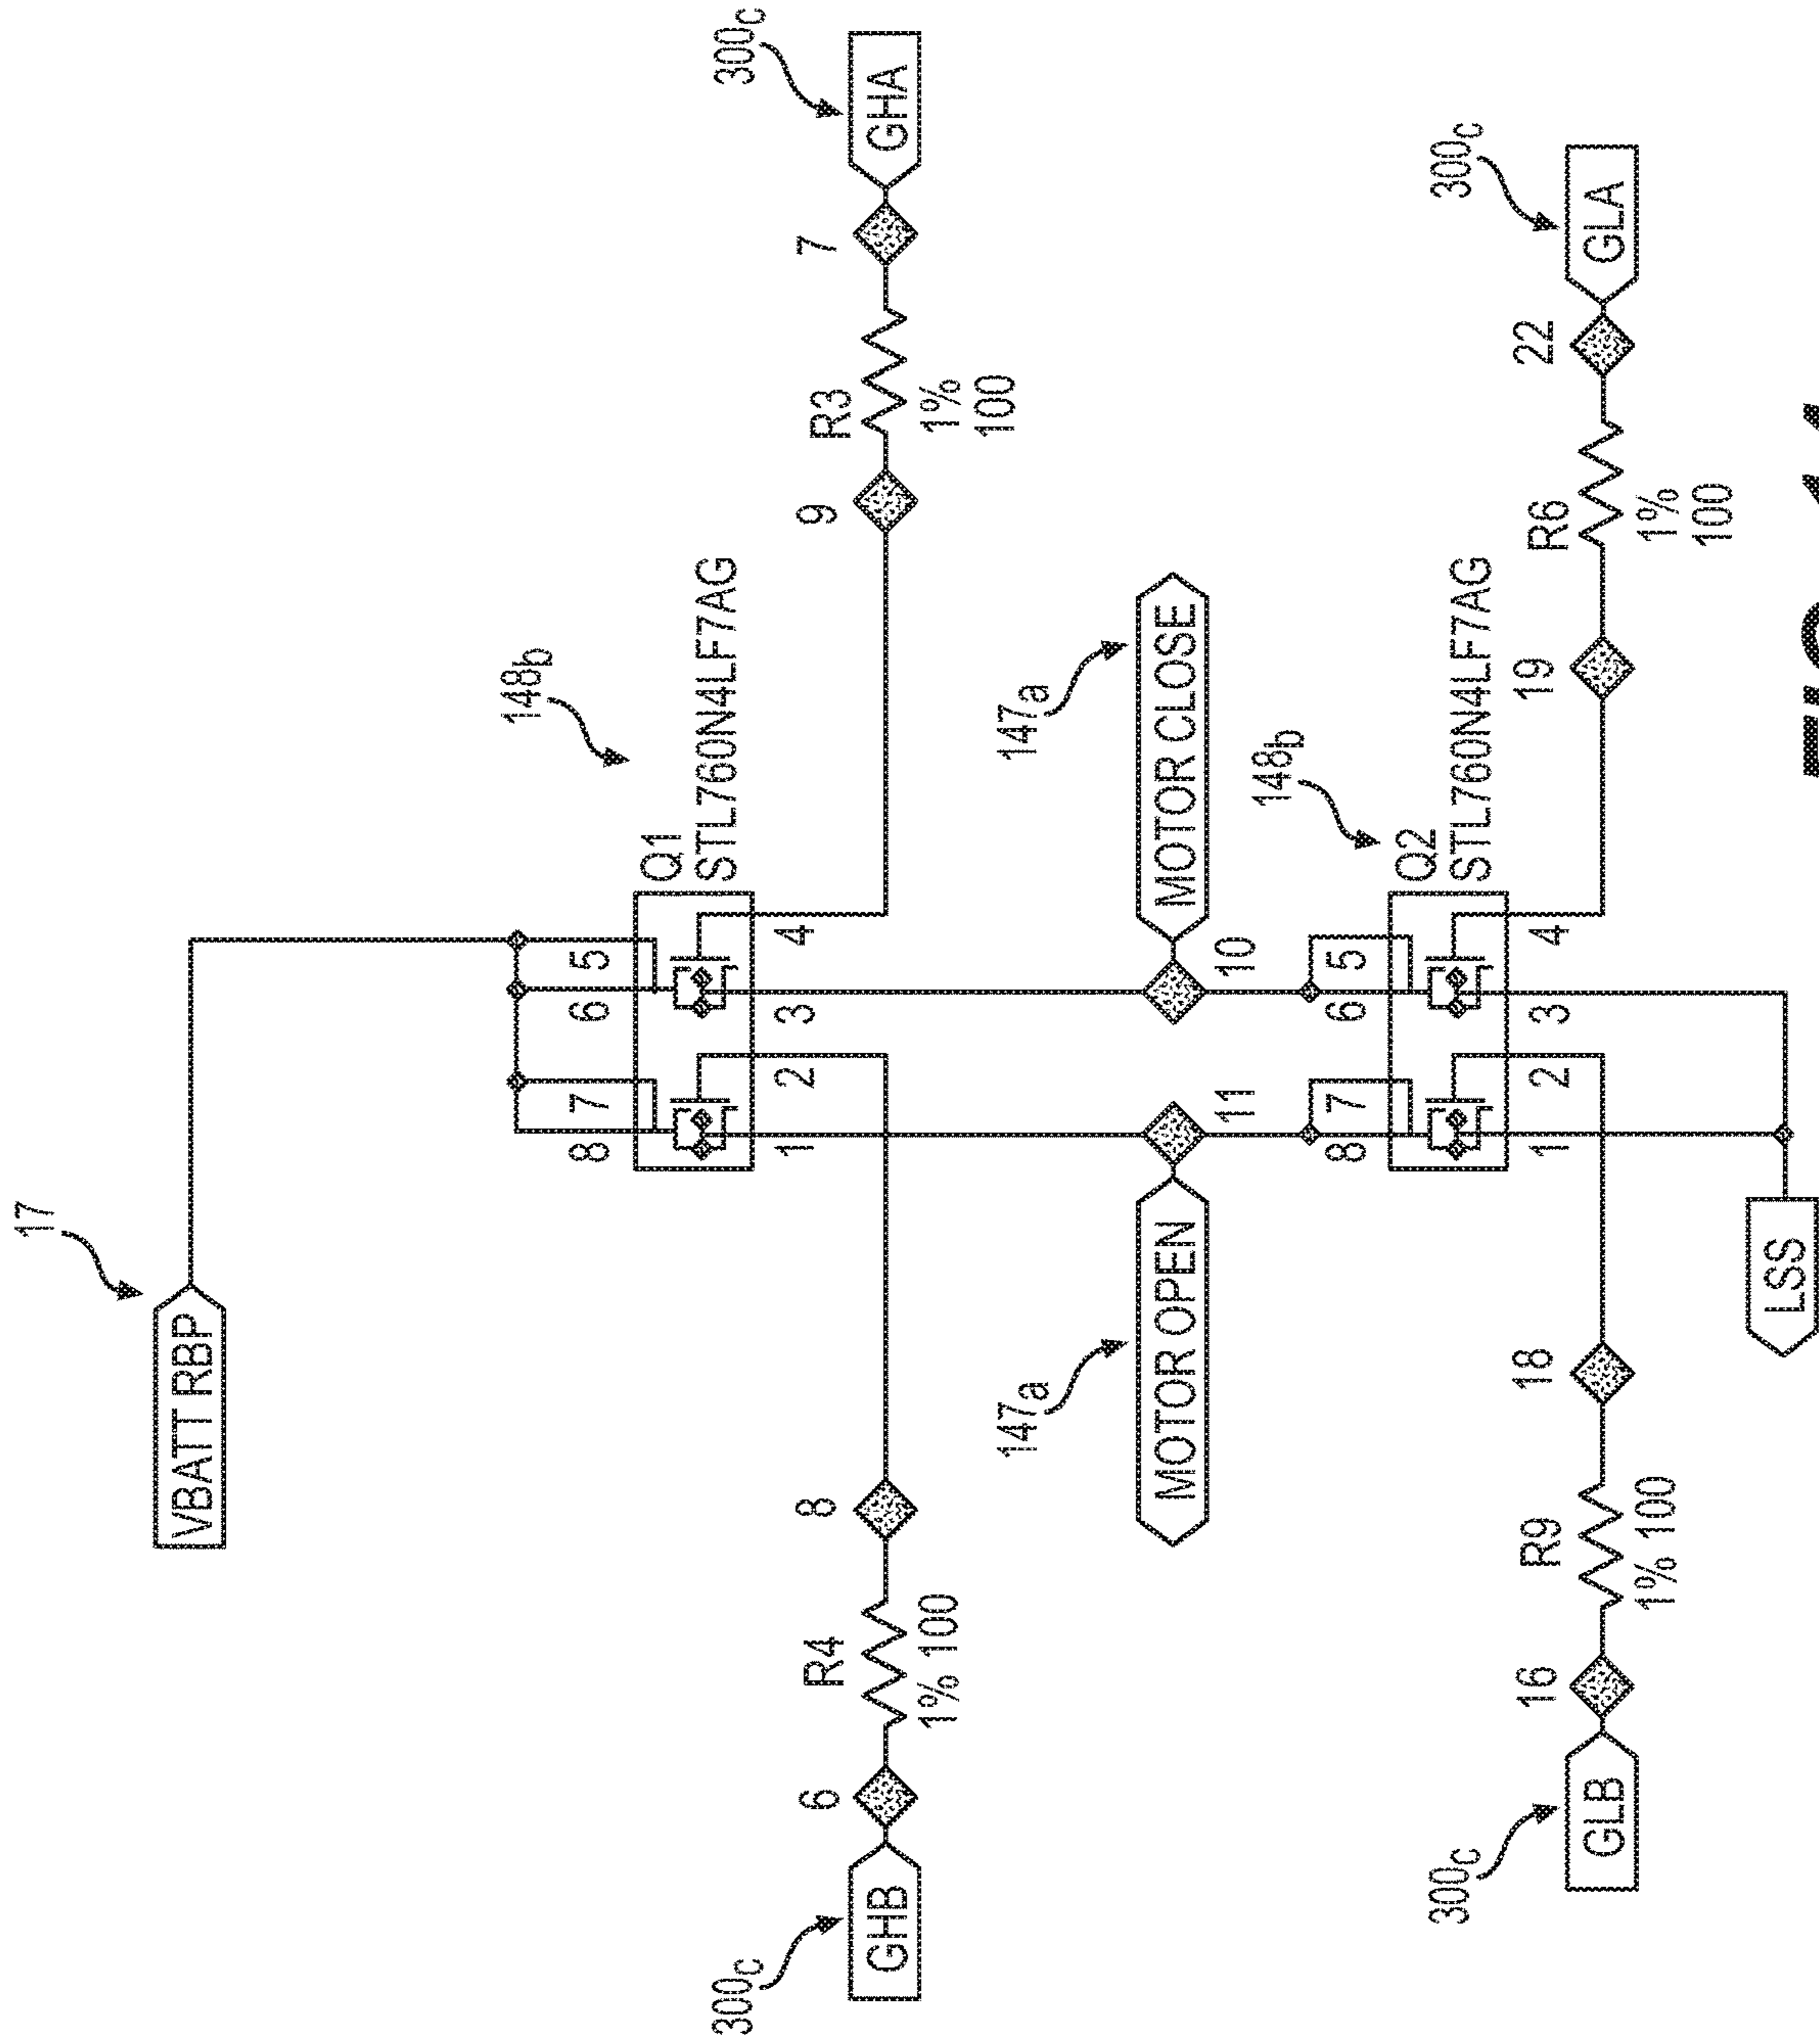 17
VBATT RBP
148b
Q1
STL760N4LF7AG
8
7
6
5
1
2
3
4
300c
GHB
6
R4
1% 100
8
9
R3
1%
100
7
300c
GHA
147a
MOTOR OPEN
11
10
147a
MOTOR CLOSE
148b
Q2
STL760N4LF7AG
8
7
6
5
1
2
3
4
300c
GLB
16
R9
1% 100
18
19
R6
1%
100
22
300c
GLA
LSS